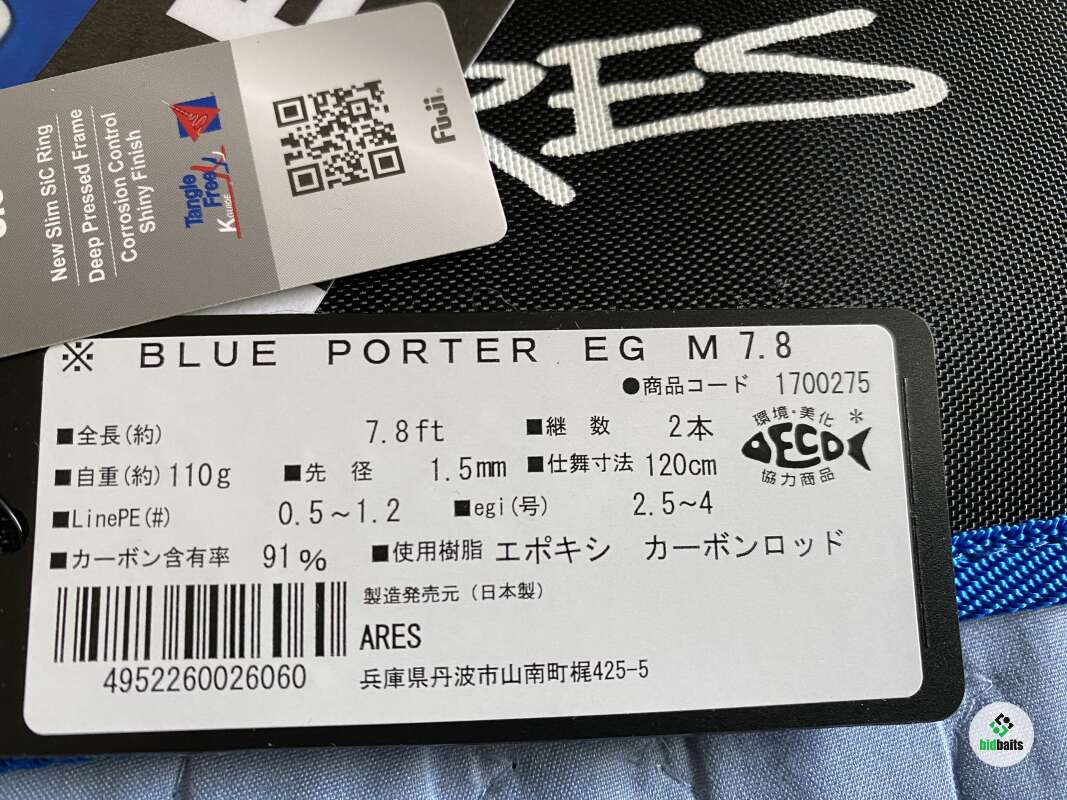 RES
New Slim SiC Ring
Deep Pressed Frame
Corrosion Control
Shiny Finish
Tangle
Free
K GUIDE
Fuji
※ BLUE PORTER EG M 7.8
●商品コード 1700275
■全長(約) 7.8ft ■継 数 2本
環境・美化
ECO
協力商品
■自重(約) 110g ■先 径 1.5mm ■仕舞寸法 120cm
■LinePE(#) 0.5~1.2 ■egi(号) 2.5~4
■カーボン含有率 91% ■使用樹脂 エポキシ カーボンロッド
製造発売元(日本製)
ARES
兵庫県丹波市山南町梶425-5
4952260026060
bidbaits